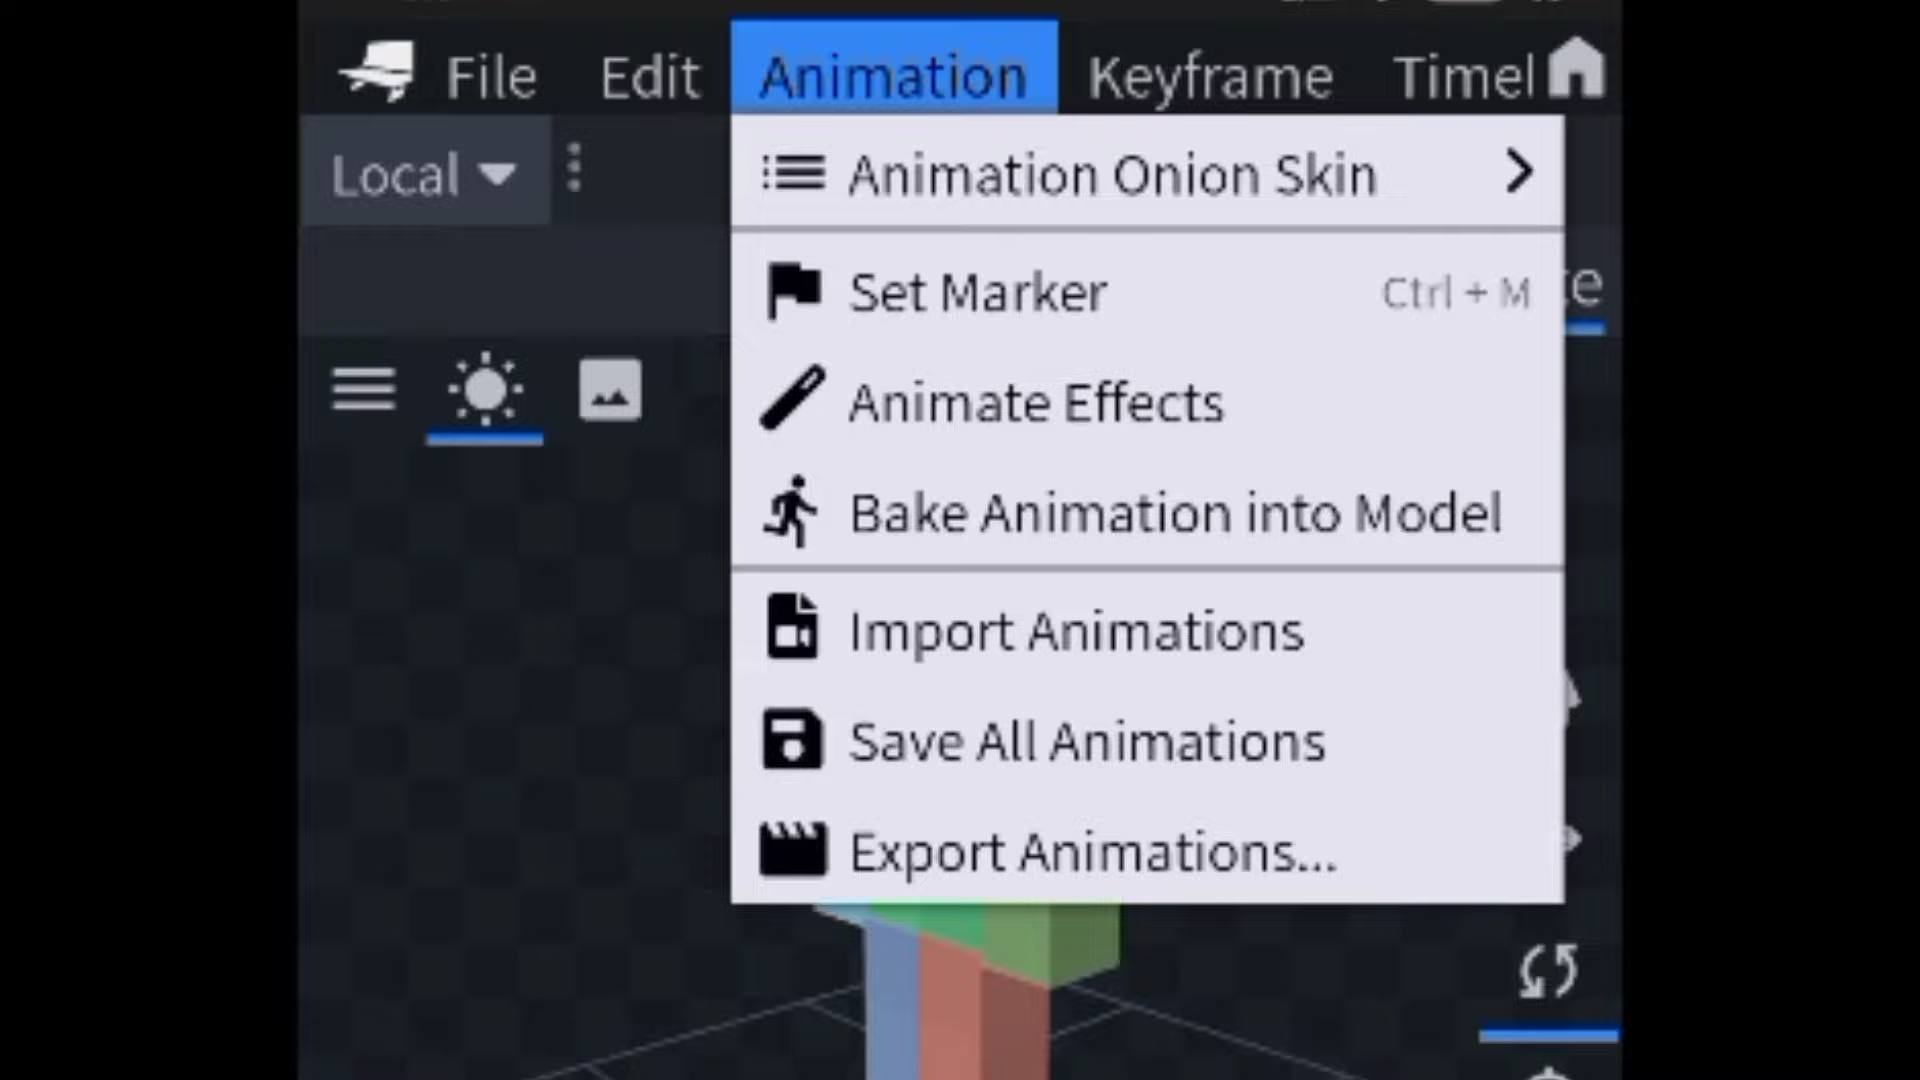 File Edit Animation Keyframe Timel
Local
Animation Onion Skin
Set Marker Ctrl + M
Animate Effects
Bake Animation into Model
Import Animations
Save All Animations
Export Animations...